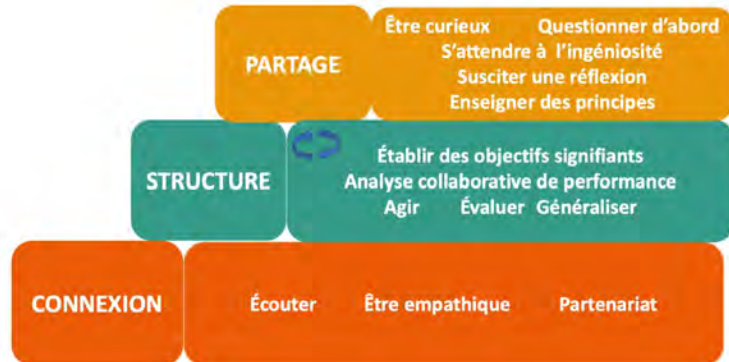 PARTAGE
Être curieux Questionner d'abord
S'attendre à l'ingéniosité
Susciter une réflexion
Enseigner des principes
STRUCTURE
Établir des objectifs signifiants
Analyse collaborative de performance
Agir Évaluer Généraliser
CONNEXION
Écouter Être empathique Partenariat